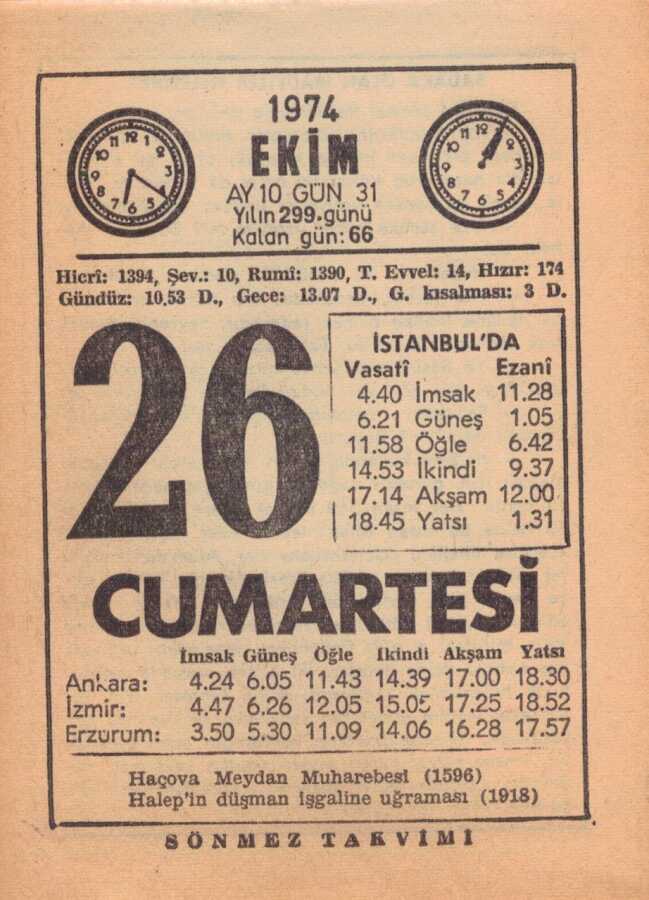 1974
EKİM
AY 10 GÜN 31
Yılın 299.günü
Kalan gün: 66
Hicrî: 1394, Şev.: 10, Rumî: 1390, T. Evvel: 14, Hızır: 174
Gündüz: 10.53 D., Gece: 13.07 D., G. kısalması: 3 D.
26
İSTANBUL'DA
Vasatî Ezanî
4.40 İmsak 11.28
6.21 Güneş 1.05
11.58 Öğle 6.42
14.53 İkindi 9.37
17.14 Akşam 12.00
18.45 Yatsı 1.31
CUMARTESİ
İmsak Güneş Öğle İkindi Akşam Yatsı
Ankara: 4.24 6.05 11.43 14.39 17.00 18.30
İzmir: 4.47 6.26 12.05 15.05 17.25 18.52
Erzurum: 3.50 5.30 11.09 14.06 16.28 17.57
Haçova Meydan Muharebesi (1596)
Halep'in düşman işgaline uğraması (1918)
SÖNMEZ TAKVİMİ